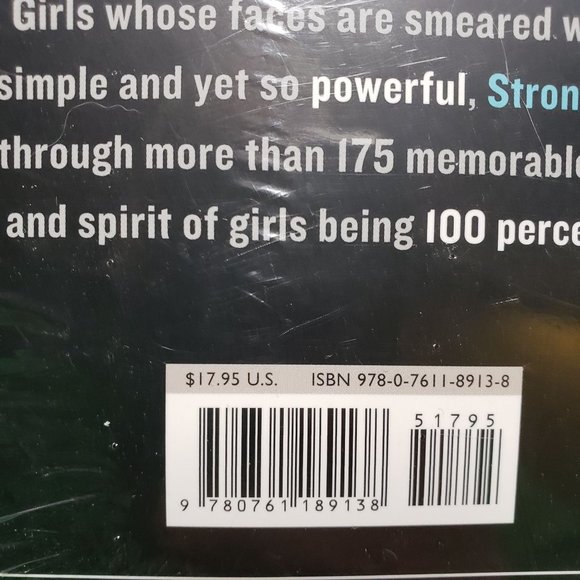 Girls whose faces are smeared w
simple and yet so powerful, Stron
through more than 175 memorable
and spirit of girls being 100 perce
$17.95 U.S. ISBN 978-0-7611-8913-8
51795
9 780761 189138